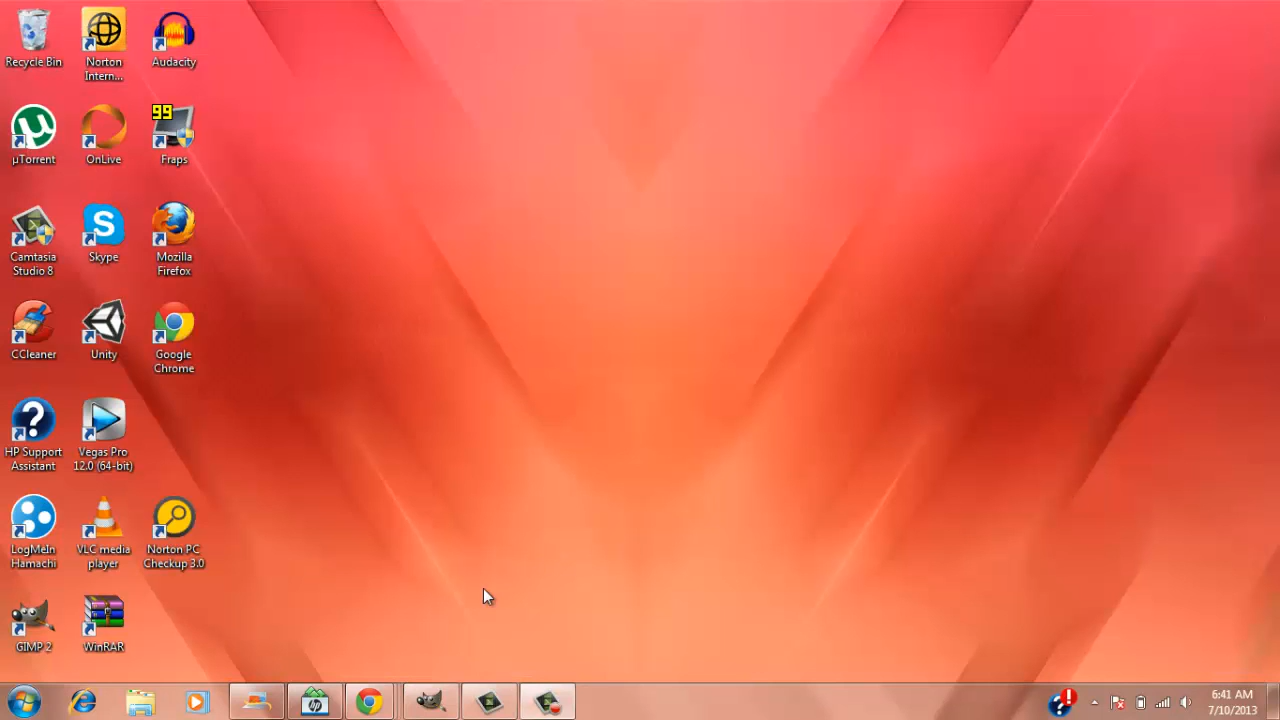 Recycle Bin
Norton
Intern...
Audacity
99
µTorrent
OnLive
Fraps
Camtasia
Studio 8
Skype
Mozilla
Firefox
CCleaner
Unity
Google
Chrome
HP Support
Assistant
Vegas Pro
12.0 (64-bit)
LogMeIn
Hamachi
VLC media
player
Norton PC
Checkup 3.0
GIMP 2
WinRAR
hp
6:41 AM
7/10/2013